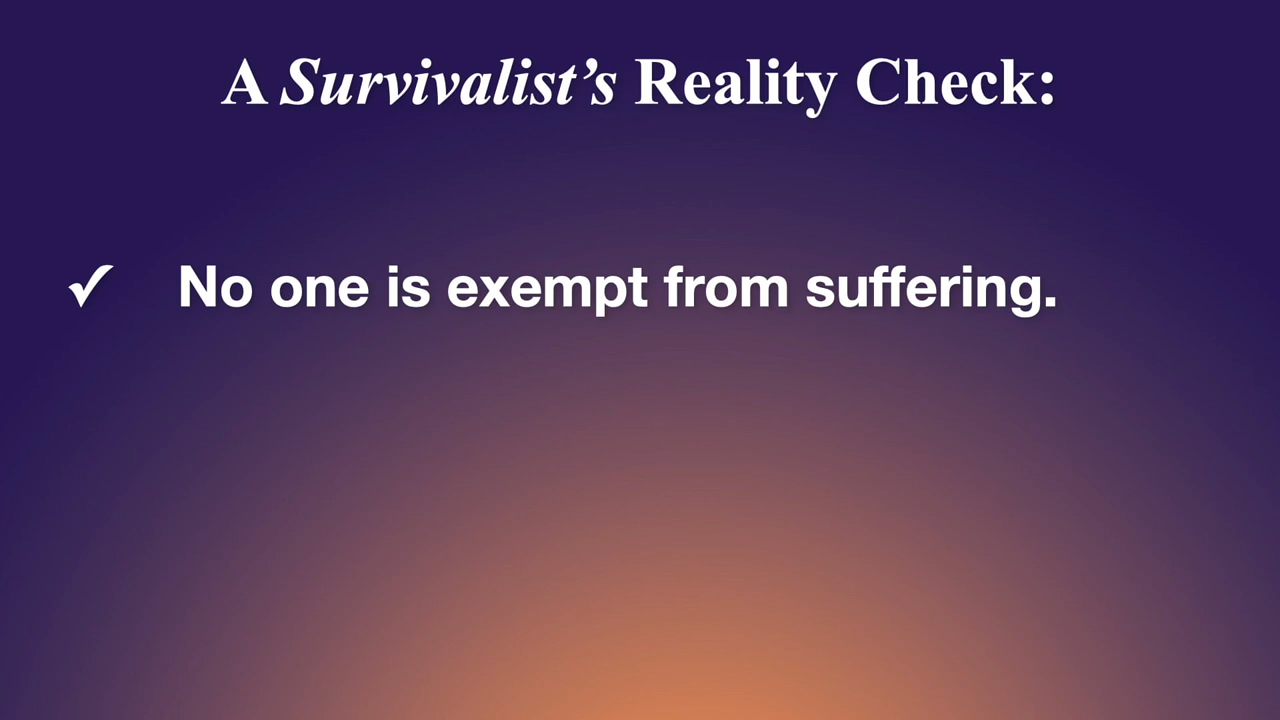 A Survivalist’s Reality Check:
✓ No one is exempt from suffering.